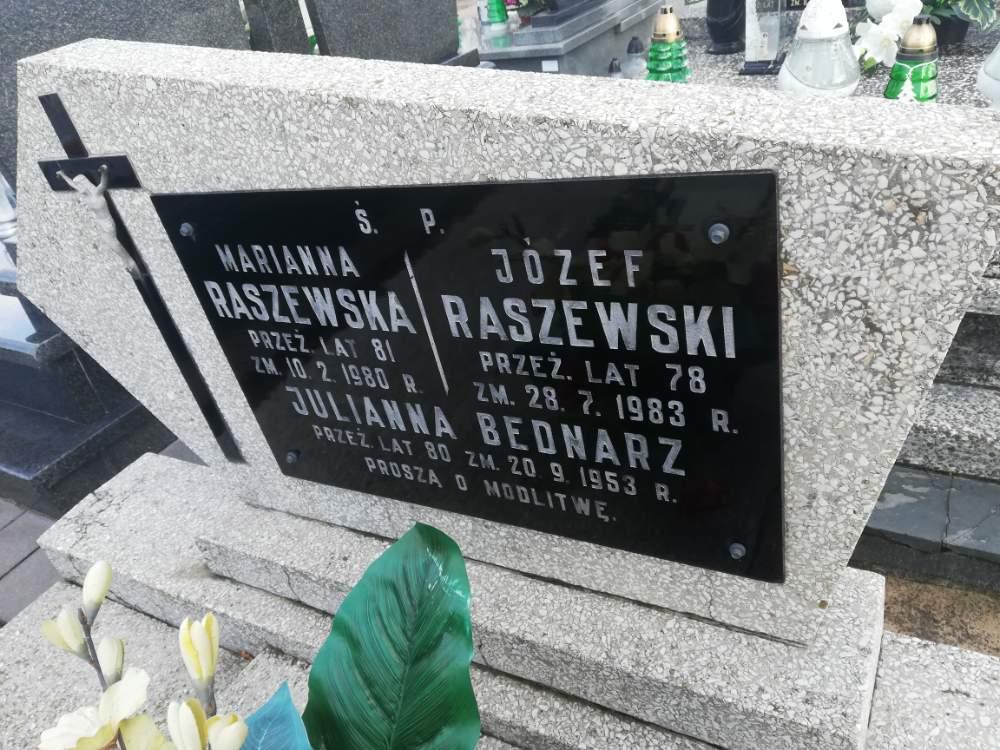 Ś. P.
MARIANNA
RASZEWSKA
PRZEŻ. LAT 81
ZM. 10. 2. 1980 R.
JÓZEF
RASZEWSKI
PRZEŻ. LAT 78
ZM. 28. 7. 1983 R.
JULIANNA BEDNARZ
PRZEŻ. LAT 80 ZM. 20. 9. 1953 R.
PROSZĄ O MODLITWĘ.